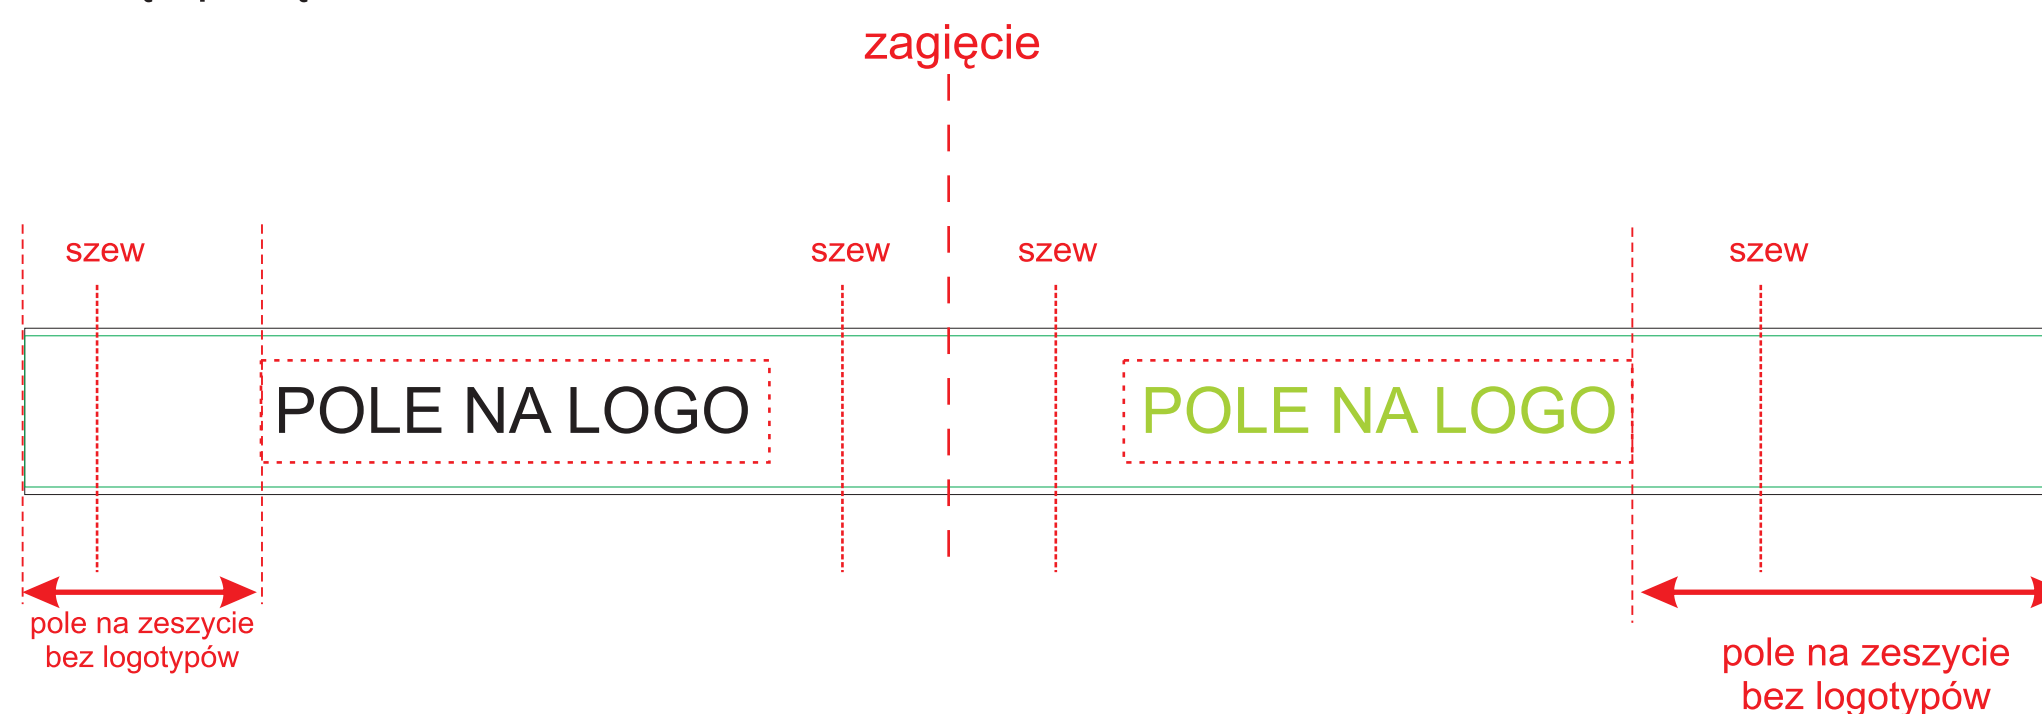 zagięcie
szew szew szew szew
POLE NA LOGO POLE NA LOGO
pole na zeszycie
bez logotypów
pole na zeszycie
bez logotypów